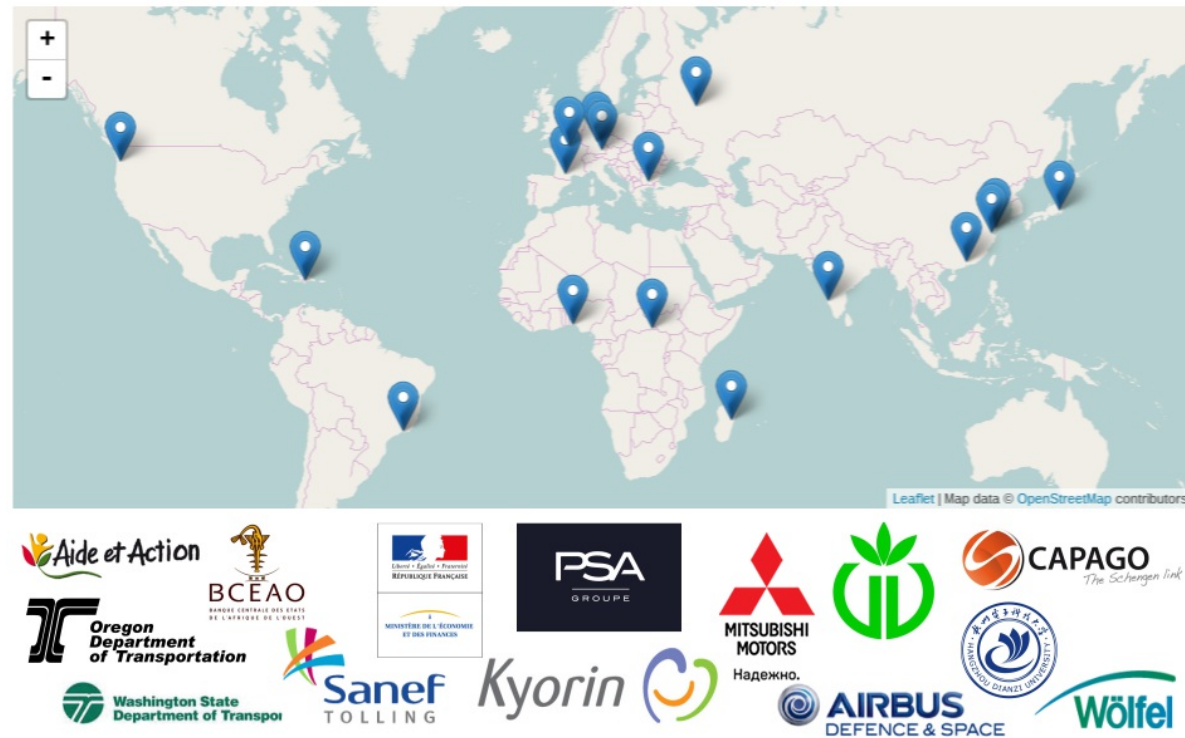 +
-
Leaflet | Map data © OpenStreetMap contributors
Aide et Action
BCEAO
BANQUE CENTRALE DES ETATS
DE L'AFRIQUE DE L'OUEST
Liberté • Égalité • Fraternité
RÉPUBLIQUE FRANÇAISE
MINISTÈRE DE L'ÉCONOMIE
ET DES FINANCES
PSA
GROUPE
MITSUBISHI
MOTORS
Надежно.
CAPAGO
The Schengen link
Oregon
Department
of Transportation
HANGZHOU DIANZI UNIVERSITY
Sanef
TOLLING
Kyorin
Washington State
Department of Transpor
AIRBUS
DEFENCE & SPACE
Wölfel